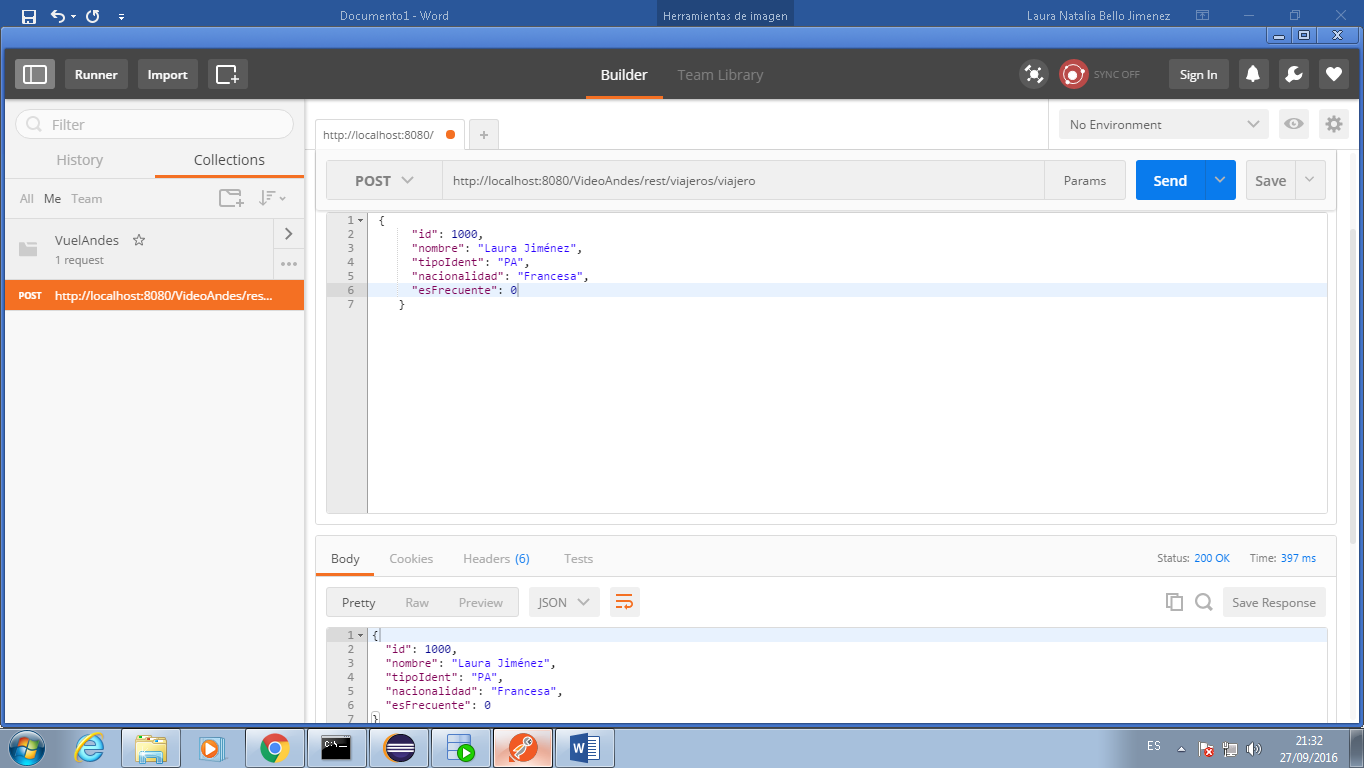 Documento1 - Word
Herramientas de imagen
Laura Natalia Bello Jimenez
Runner
Import
Builder
Team Library
SYNC OFF
Sign In
Filter
History
Collections
All Me Team
VuelAndes
1 request
POST http://localhost:8080/VideoAndes/res...
http://localhost:8080/
No Environment
POST
http://localhost:8080/VideoAndes/rest/viajeros/viajero
Params
Send
Save
1 {
2 "id": 1000,
3 "nombre": "Laura Jiménez",
4 "tipoIdent": "PA",
5 "nacionalidad": "Francesa",
6 "esFrecuente": 0
7 }
Body
Cookies
Headers (6)
Tests
Status: 200 OK
Time: 397 ms
Pretty
Raw
Preview
JSON
Save Response
1 {
2 "id": 1000,
3 "nombre": "Laura Jiménez",
4 "tipoIdent": "PA",
5 "nacionalidad": "Francesa",
6 "esFrecuente": 0
7 }
C:\
ES
21:32
27/09/2016